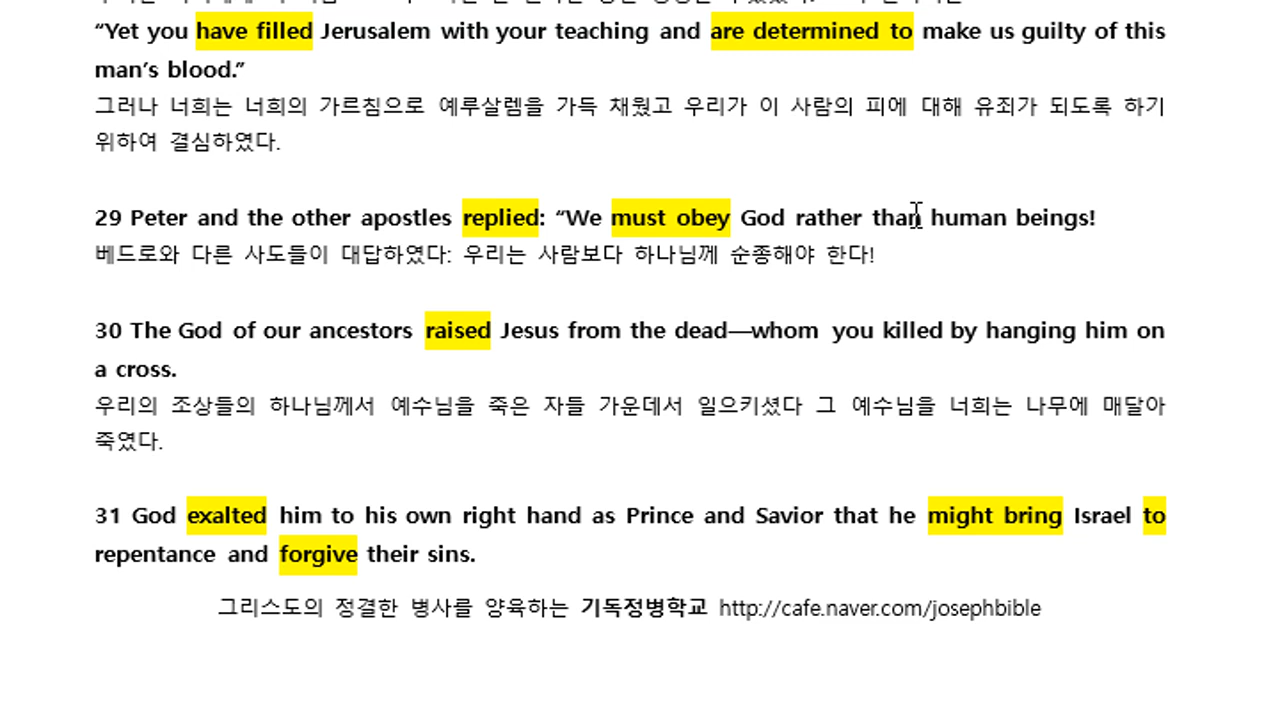 “Yet you have filled Jerusalem with your teaching and are determined to make us guilty of this
man’s blood.”
그러나 너희는 너희의 가르침으로 예루살렘을 가득 채웠고 우리가 이 사람의 피에 대해 유죄가 되도록 하기
위하여 결심하였다.
29 Peter and the other apostles replied: “We must obey God rather than human beings!
베드로와 다른 사도들이 대답하였다: 우리는 사람보다 하나님께 순종해야 한다!
30 The God of our ancestors raised Jesus from the dead—whom you killed by hanging him on
a cross.
우리의 조상들의 하나님께서 예수님을 죽은 자들 가운데서 일으키셨다 그 예수님을 너희는 나무에 매달아
죽였다.
31 God exalted him to his own right hand as Prince and Savior that he might bring Israel to
repentance and forgive their sins.
그리스도의 정결한 병사를 양육하는 기독정병학교 http://cafe.naver.com/josephbible